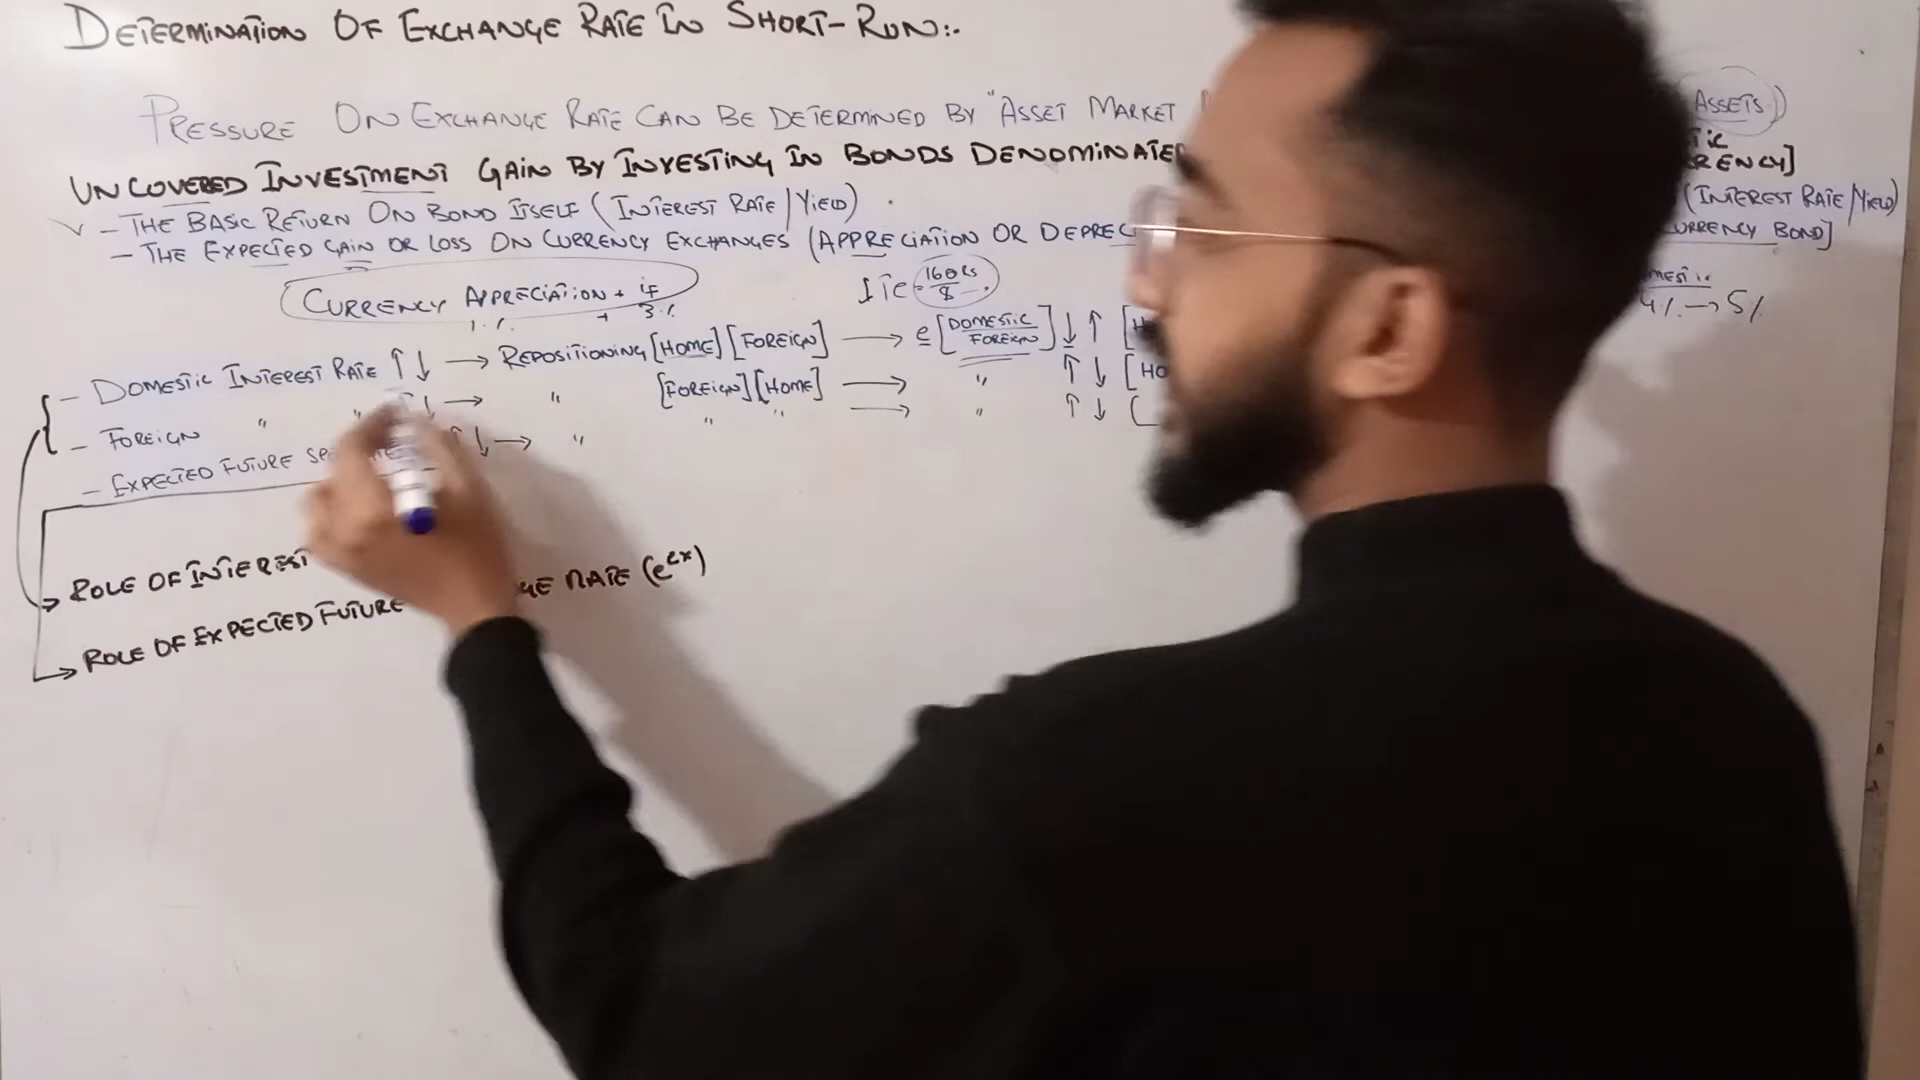 DETERMINATION OF EXCHANGE RATE IN SHORT-RUN:.
PRESSURE ON EXCHANGE RATE CAN BE DETERMINED BY "ASSET MARKET ASSETS)
UNCOVERED INVESTMENT GAIN BY INVESTING IN BONDS DENOMINATED
- THE BASIC RETURN ON BOND ITSELF (INTEREST RATE/YIELD) (INTEREST RATE/YIELD)
- THE EXPECTED GAIN OR LOSS ON CURRENCY EXCHANGES (APPRECIATION OR CURRENCY BOND]
CURRENCY APPRECIATION + if
1% + 3%
160Rs
8
4% → 5%
- DOMESTIC INTEREST RATE ↑↓ → REPOSITIONING [HOME][FOREIGN] → e [DOMESTIC/FOREIGN] ↓ ↑
- FOREIGN " " ↓ → " [FOREIGN][HOME] → " ↑ ↓ [HO
- EXPECTED FUTURE ↑↓ → " " " → " ↑ ↓
→ ROLE OF INTEREST
→ ROLE OF EXPECTED FUTURE RATE (e^ex)